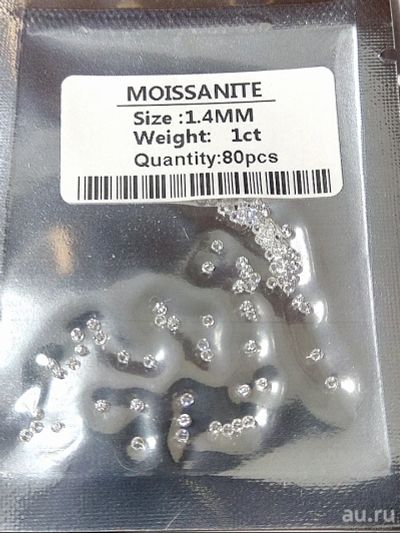 MOISSANITE
Size :1.4MM
Weight: 1ct
Quantity:80pcs
au.ru